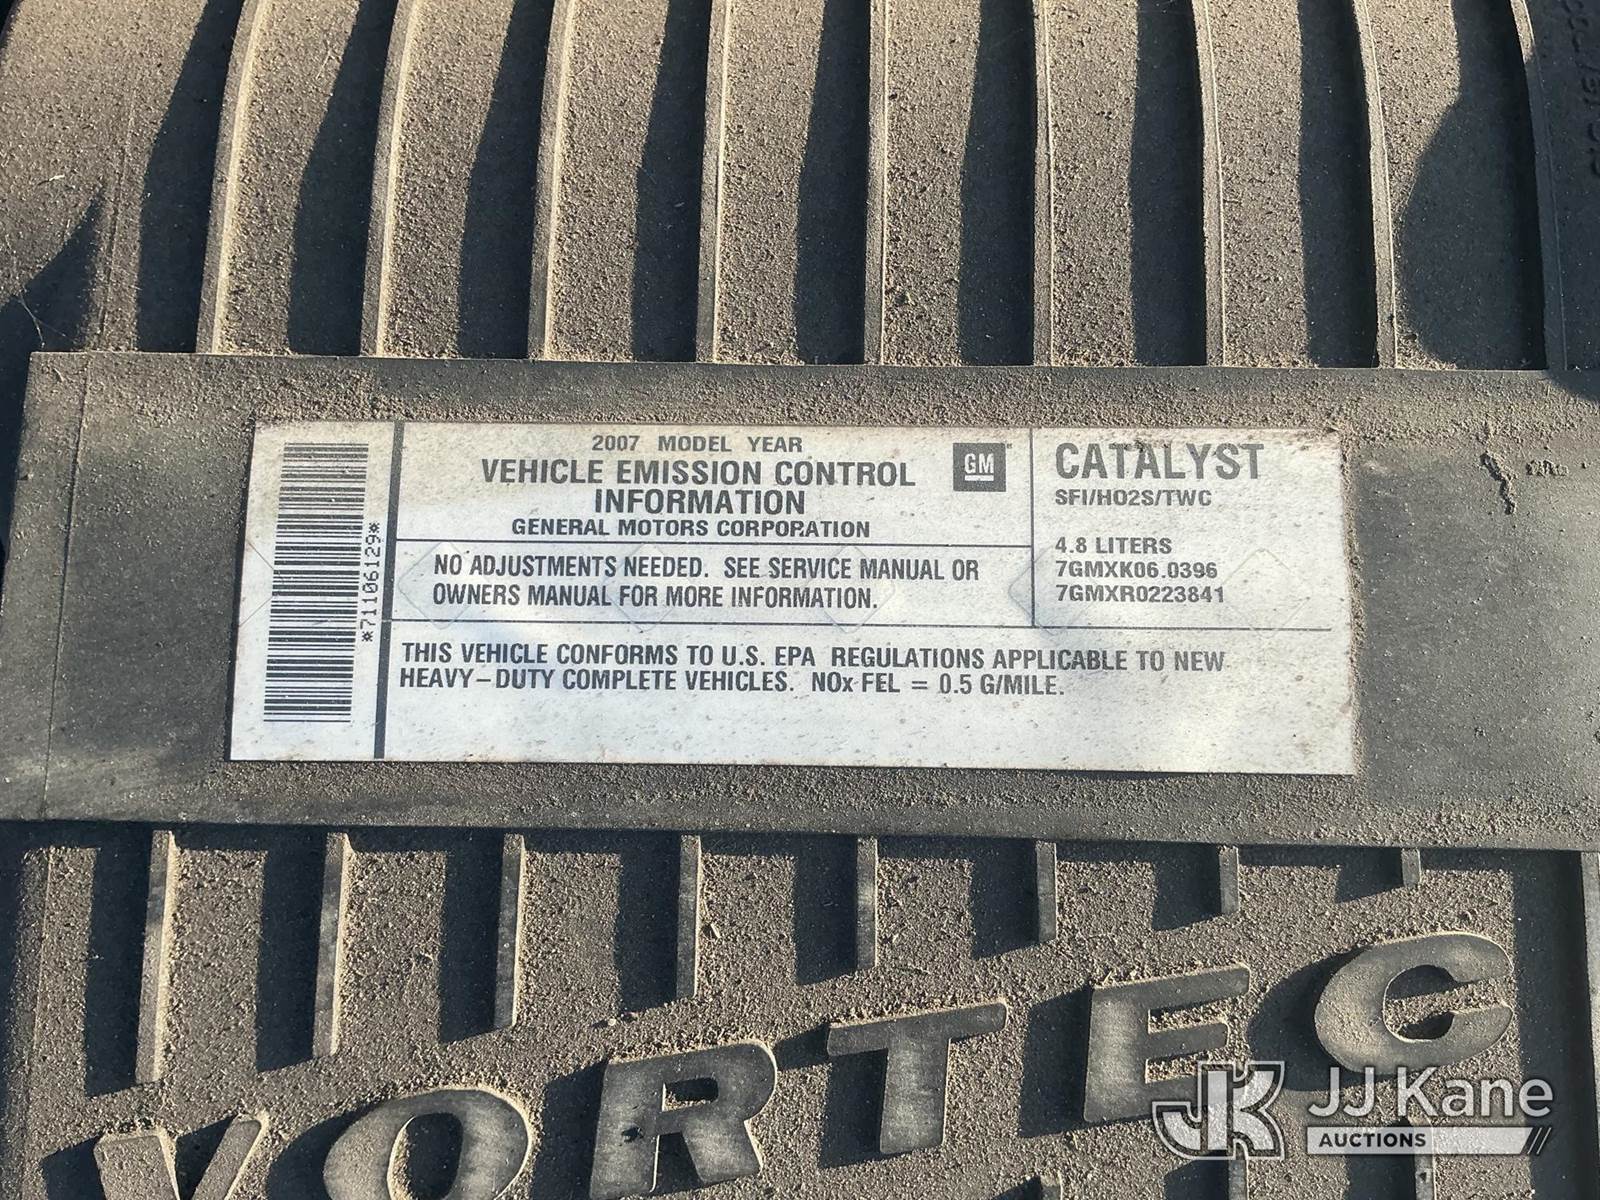 2007 MODEL YEAR
VEHICLE EMISSION CONTROL
INFORMATION
GENERAL MOTORS CORPORATION
GM
NO ADJUSTMENTS NEEDED. SEE SERVICE MANUAL OR
OWNERS MANUAL FOR MORE INFORMATION.
CATALYST
SFI/HO2S/TWC
4.8 LITERS
7GMXK06.0396
7GMXR0223841
THIS VEHICLE CONFORMS TO U.S. EPA REGULATIONS APPLICABLE TO NEW
HEAVY-DUTY COMPLETE VEHICLES. NOx FEL = 0.5 G/MILE.
*71106129*
VORTEC
JK JJ Kane
AUCTIONS